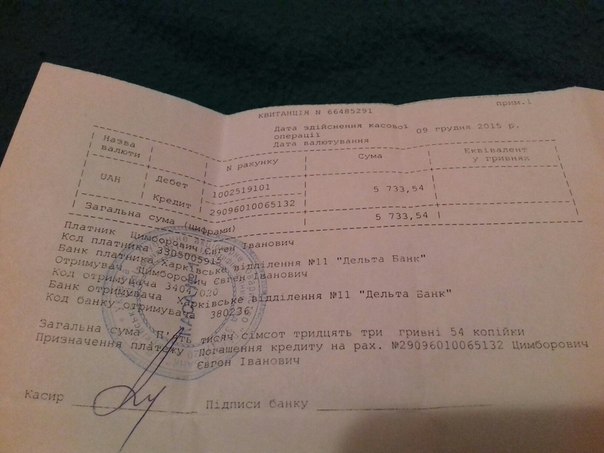 КВИТАНЦІЯ N 66485291 прим.1
Дата здійснення касової операції 09 грудня 2015 р.
Дата валютування
Назва валюти N рахунку Сума Еквівалент у гривнях
UAH Дебет 1002519101 5 733,54
Кредит 29096010065132
Загальна сума (цифрами) 5 733,54
Платник Цимборович Євген Іванович
Код платника 3305005915
Банк платника Харківське відділення №11 "Дельта Банк"
Отримувач Цимборович Євген Іванович
Код отримувача
Банк отримувача Харківське відділення №11 "Дельта Банк"
Код банку отримувача 380236
Загальна сума П'ять тисяч сімсот тридцять три гривні 54 копійки
Призначення платежу Погашення кредиту на рах. №29096010065132 Цимборович
Євген Іванович
Касир Підписи банку